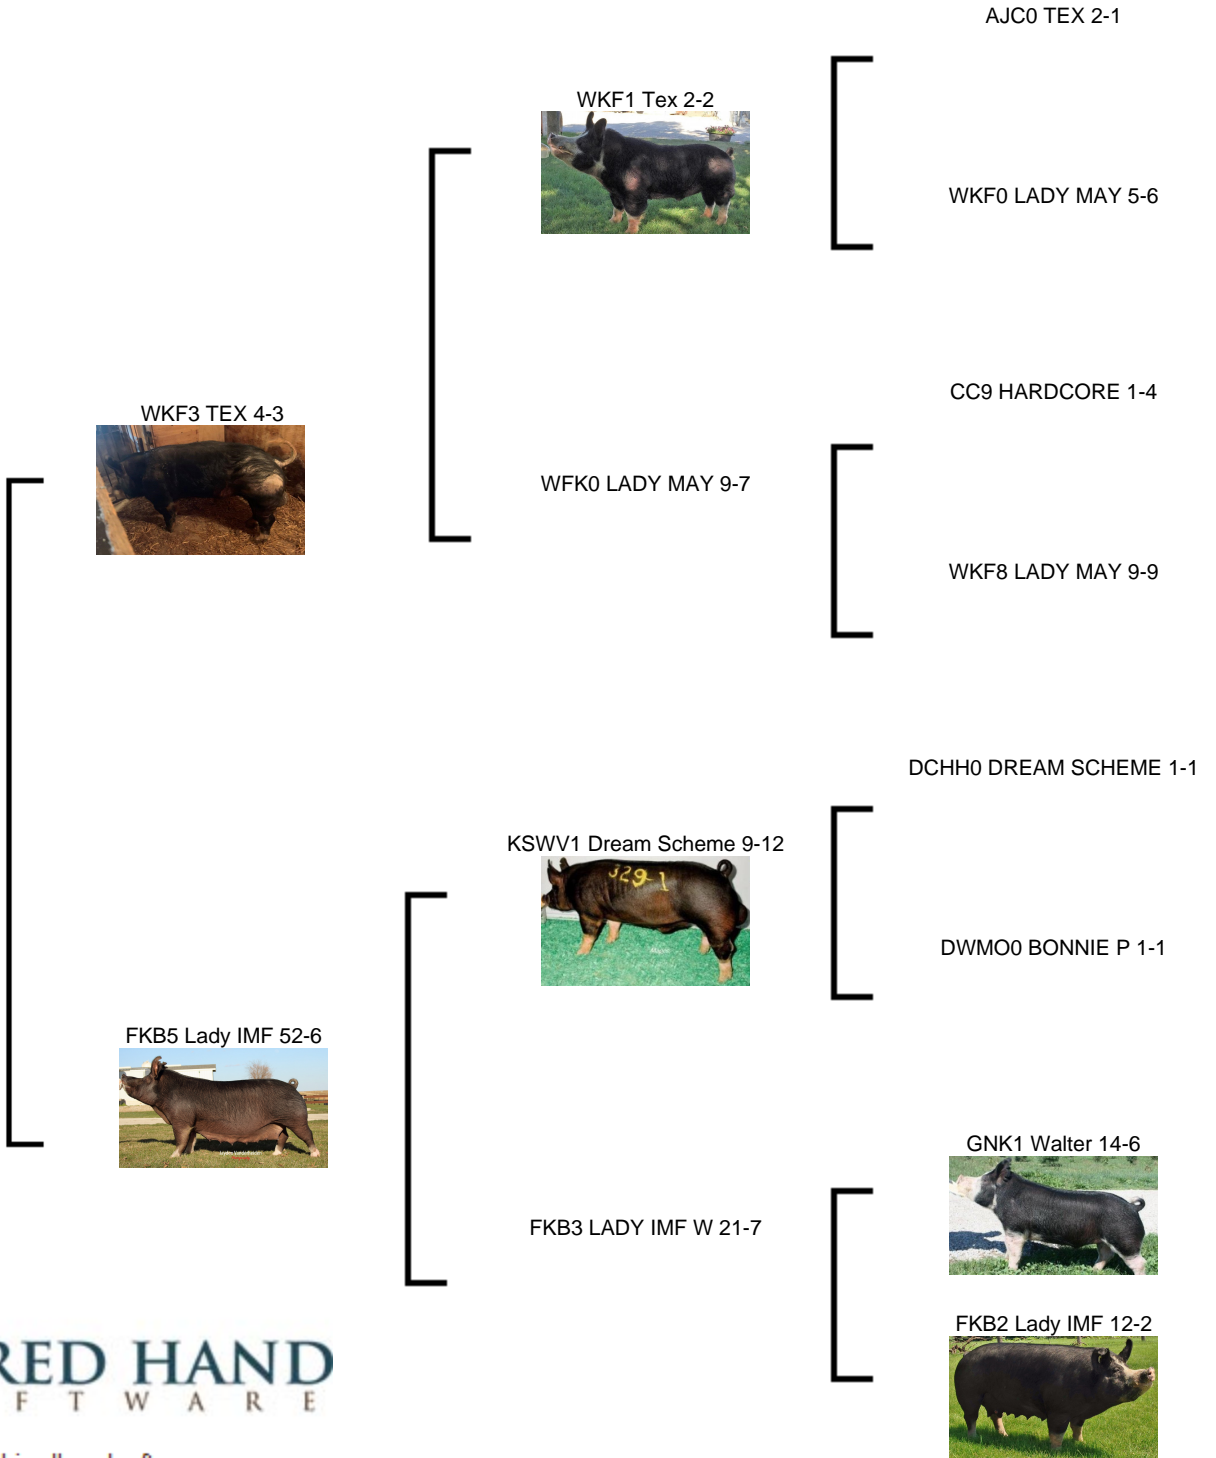 AJC0 TEX 2-1
WKF1 Tex 2-2
WKF0 LADY MAY 5-6
CC9 HARDCORE 1-4
WKF3 TEX 4-3
WFK0 LADY MAY 9-7
WKF8 LADY MAY 9-9
DCHH0 DREAM SCHEME 1-1
KSWV1 Dream Scheme 9-12
329-1
DWMO0 BONNIE P 1-1
FKB5 Lady IMF 52-6
GNK1 Walter 14-6
FKB3 LADY IMF W 21-7
FKB2 Lady IMF 12-2
RED HAND
FTWARE